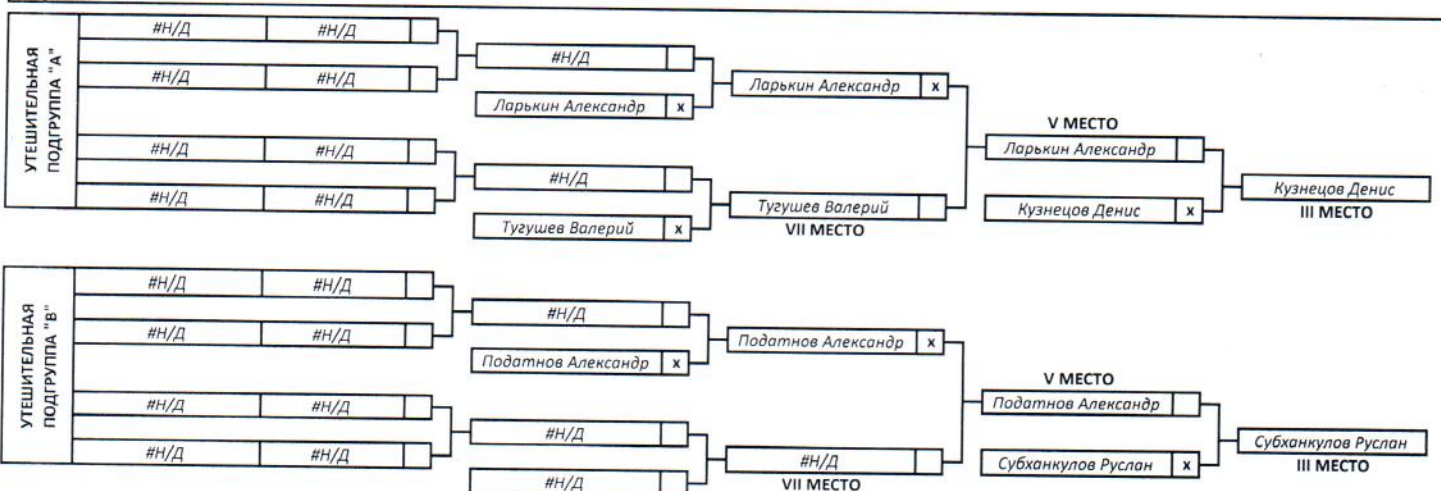 УТЕШИТЕЛЬНАЯ
ПОДГРУППА "А"
#Н/Д #Н/Д
#Н/Д
#Н/Д #Н/Д
Ларькин Александр x
Ларькин Александр x
#Н/Д #Н/Д
#Н/Д
#Н/Д #Н/Д
Тугушев Валерий x
Тугушев Валерий
VII МЕСТО
V МЕСТО
Ларькин Александр
Кузнецов Денис x
Кузнецов Денис
III МЕСТО
УТЕШИТЕЛЬНАЯ
ПОДГРУППА "В"
#Н/Д #Н/Д
#Н/Д
#Н/Д #Н/Д
Податнов Александр x
Податнов Александр x
#Н/Д #Н/Д
#Н/Д
#Н/Д #Н/Д
#Н/Д
#Н/Д
VII МЕСТО
V МЕСТО
Податнов Александр
Субханкулов Руслан x
Субханкулов Руслан
III МЕСТО